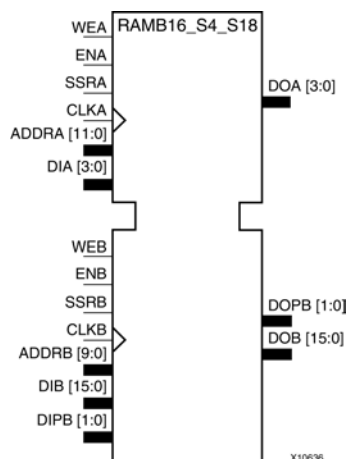 WEA
RAMB16_S4_S18
ENA
SSRA
DOA [3:0]
CLKA
ADDRA [11:0]
DIA [3:0]
WEB
ENB
SSRB
DOPB [1:0]
CLKB
DOB [15:0]
ADDRB [9:0]
DIB [15:0]
DIPB [1:0]
X10636